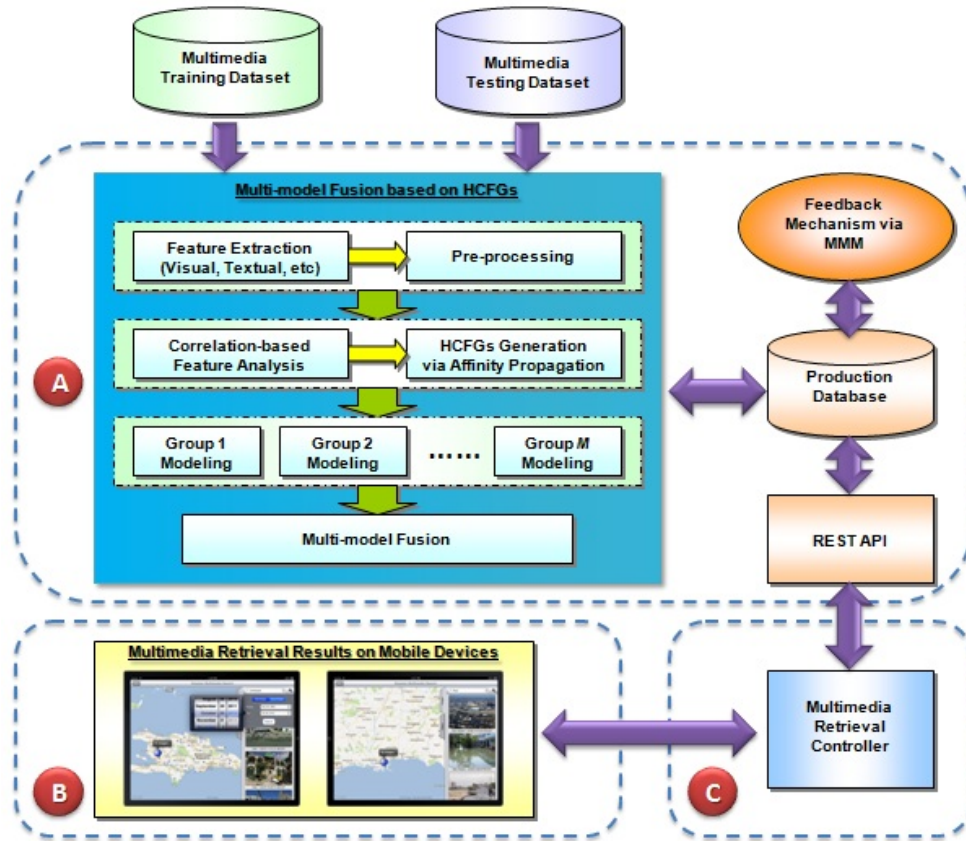 Multimedia
Training Dataset
Multimedia
Testing Dataset
Multi-model Fusion based on HCFGs
Feature Extraction
(Visual, Textual, etc)
Pre-processing
Correlation-based
Feature Analysis
HCFGs Generation
via Affinity Propagation
Group 1
Modeling
Group 2
Modeling
……
Group M
Modeling
Multi-model Fusion
A
Feedback
Mechanism via
MMM
Production
Database
REST API
Multimedia Retrieval Results on Mobile Devices
B
Multimedia
Retrieval
Controller
C